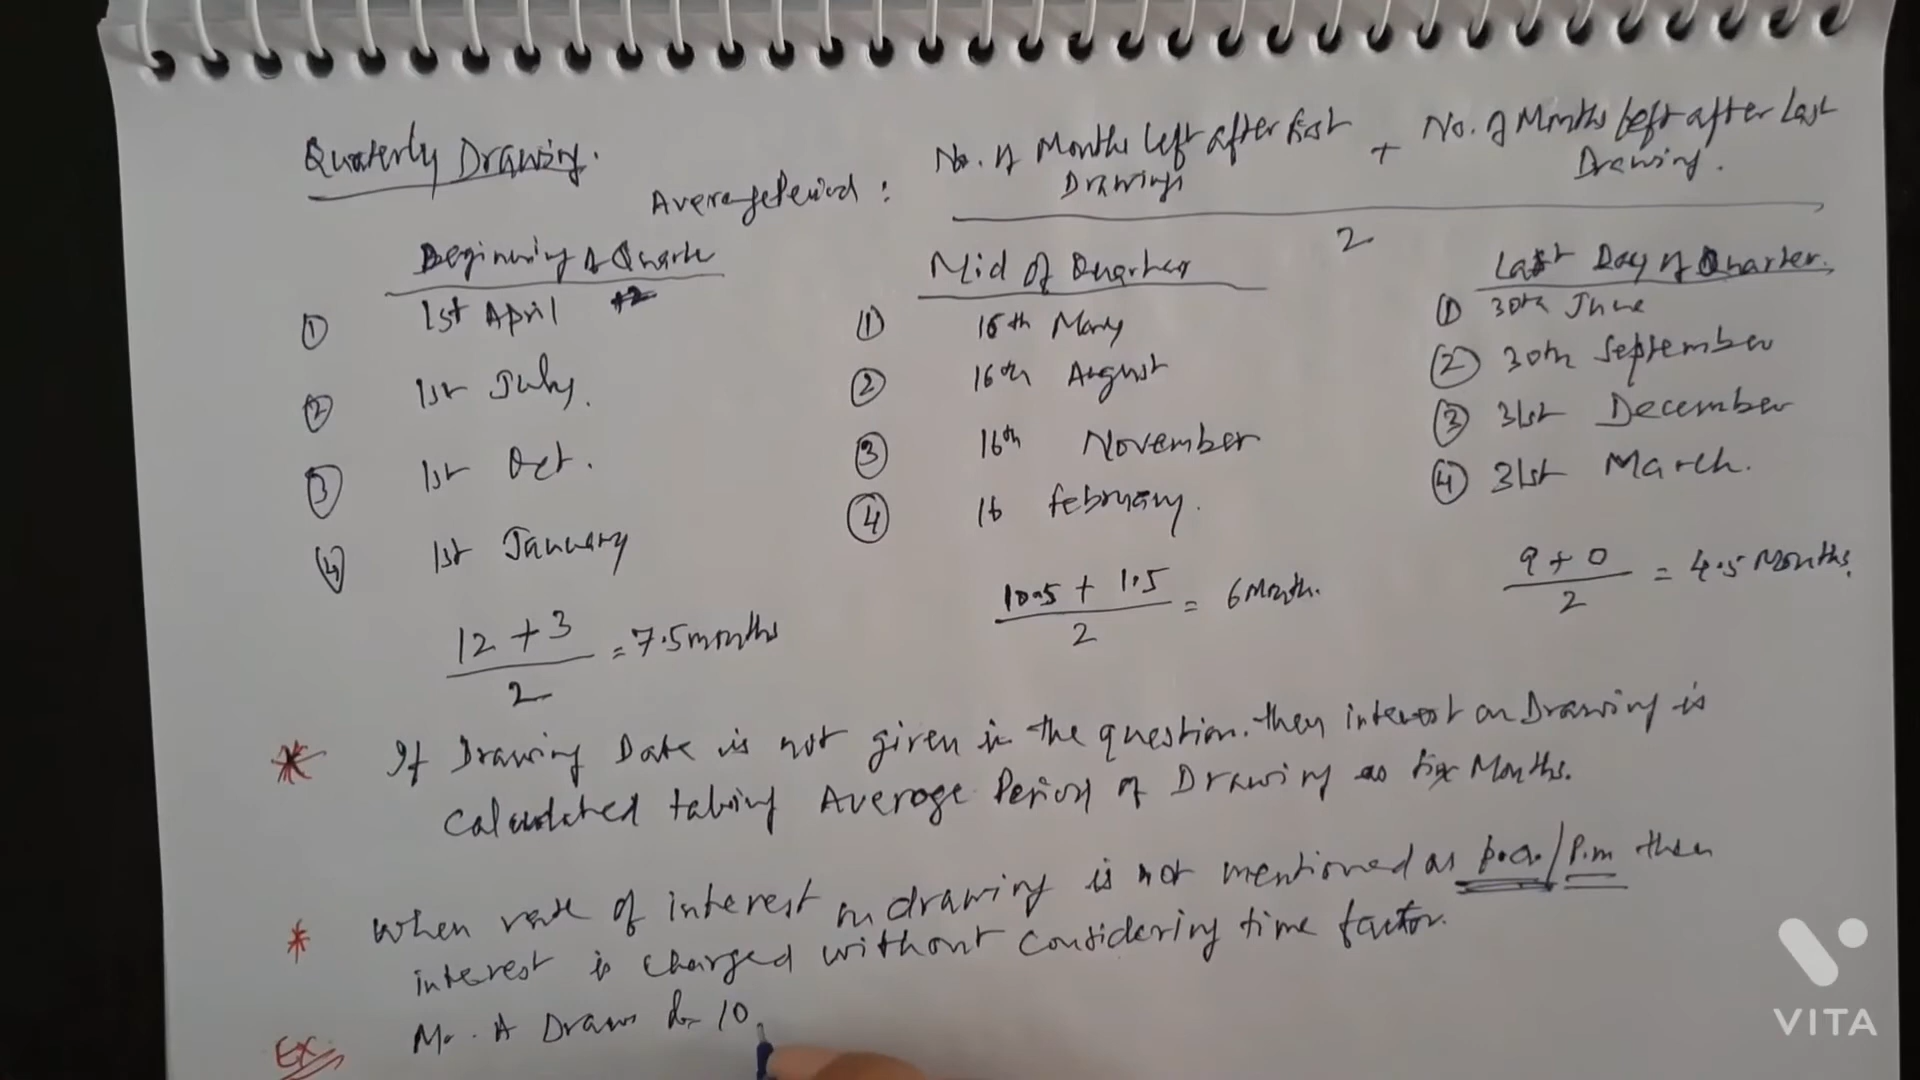 Quaterly Drawing.
Average Period : No. of Months left after first Drawings + No. of Months left after Last Drawing.
2
Beginning of Quarter
① 1st April
② 1st July.
③ 1st Oct.
④ 1st January
12 + 3 = 7.5 months
2
Mid of Quarter
① 16th May
② 16th August
③ 16th November
④ 16 february.
10.5 + 1.5 = 6 Month.
2
Last Day of Quarter.
① 30th June
② 30th September
③ 31st December
④ 31st March.
9 + 0 = 4.5 Months.
2
* If Drawing Date is not given in the question. then interest on Drawing is
calculated taking Average Period of Drawing as six Months.
* When rate of interest on drawing is not mentioned as p.a./P.m then
interest is charged without considering time factor.
Ex. Mr. A Draws Rs 10
VITA